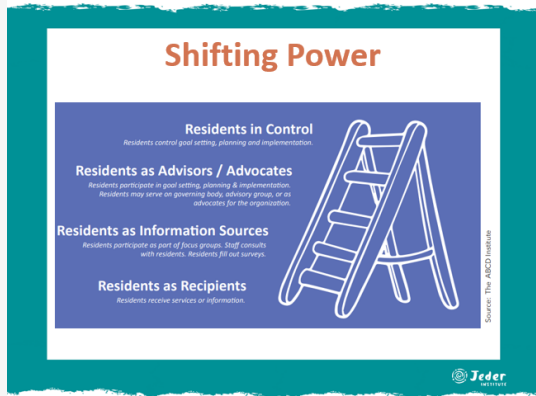 Shifting Power
Residents in Control
Residents control goal setting, planning and implementation.
Residents as Advisors / Advocates
Residents participate in goal setting, planning & implementation.
Residents may serve on governing body, advisory group, or as
advocates for the organization.
Residents as Information Sources
Residents participate as part of focus groups. Staff consults
with residents. Residents fill out surveys.
Residents as Recipients
Residents receive services or information.
Source: The ABCD Institute
Jeder
INSTITUTE